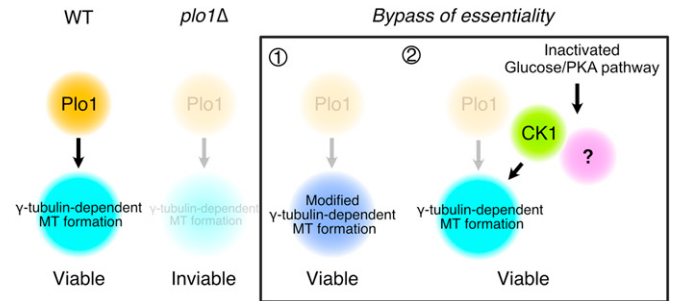 WT
plo1Δ
Bypass of essentiality
①
②
Inactivated
Glucose/PKA pathway
Plo1
Plo1
Plo1
Plo1
CK1
?
γ-tubulin-dependent
MT formation
γ-tubulin-dependent
MT formation
Modified
γ-tubulin-dependent
MT formation
γ-tubulin-dependent
MT formation
Viable
Inviable
Viable
Viable